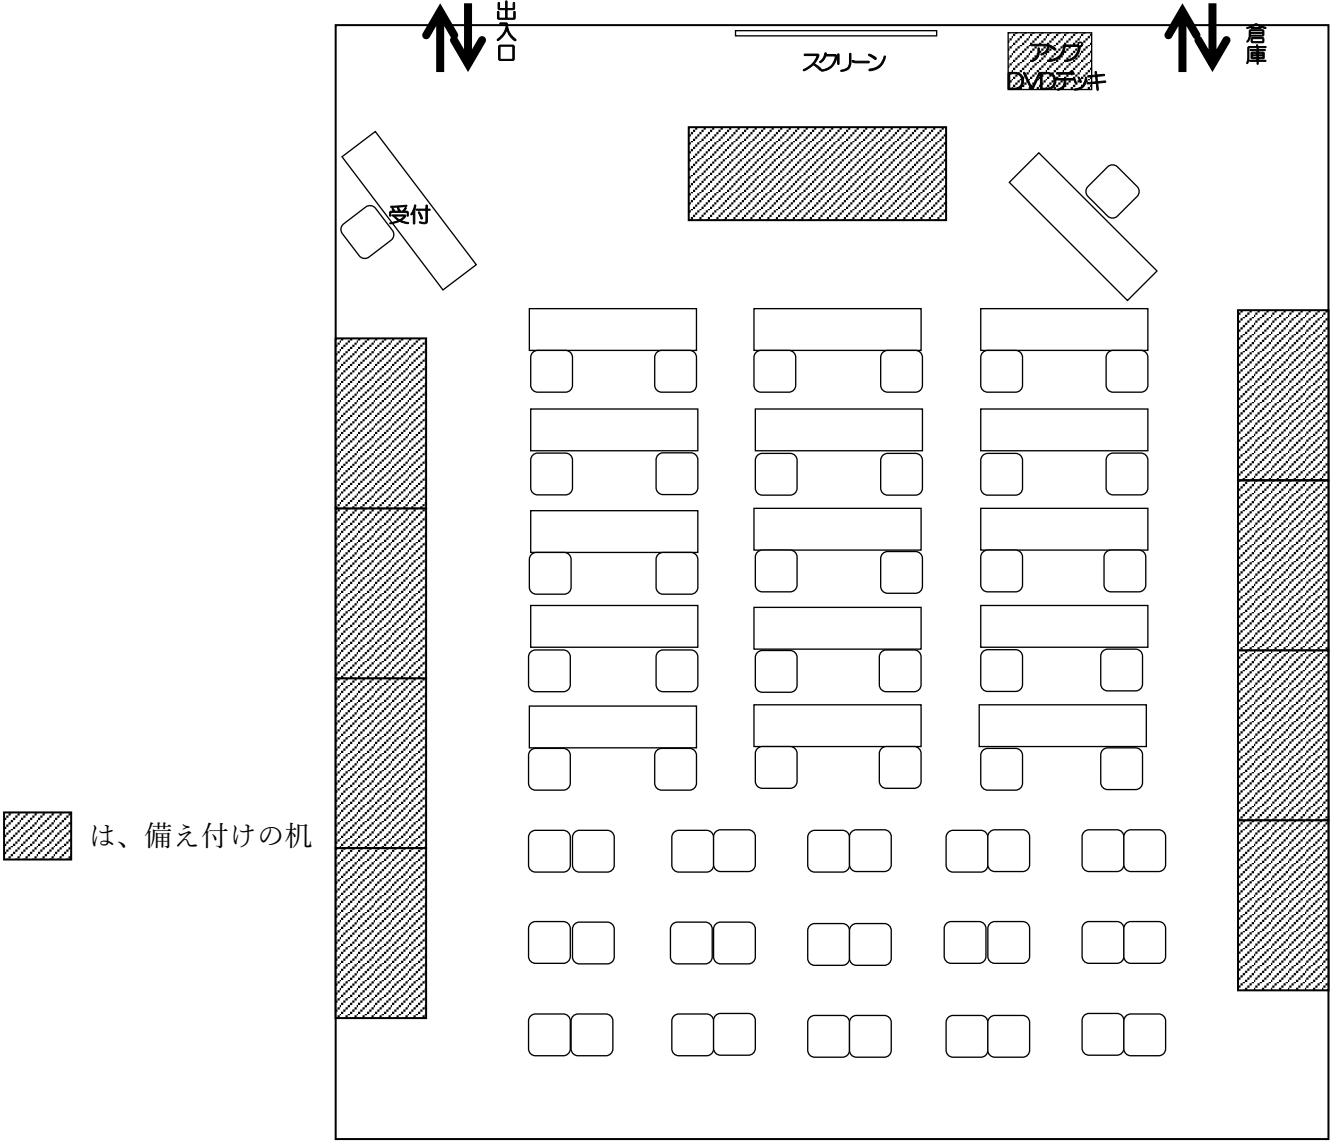 出入口
スクリーン
アンプ
DVDデッキ
倉庫
受付
は、備え付けの机